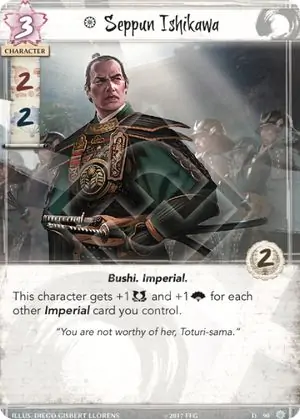 3
Seppun Ishikawa
CHARACTER
2
2
2
Bushi. Imperial.
This character gets +1 and +1 for each
other Imperial card you control.
"You are not worthy of her, Toturi-sama."
ILLUS. DIEGO GISBERT LLORENS
©2017 FFG